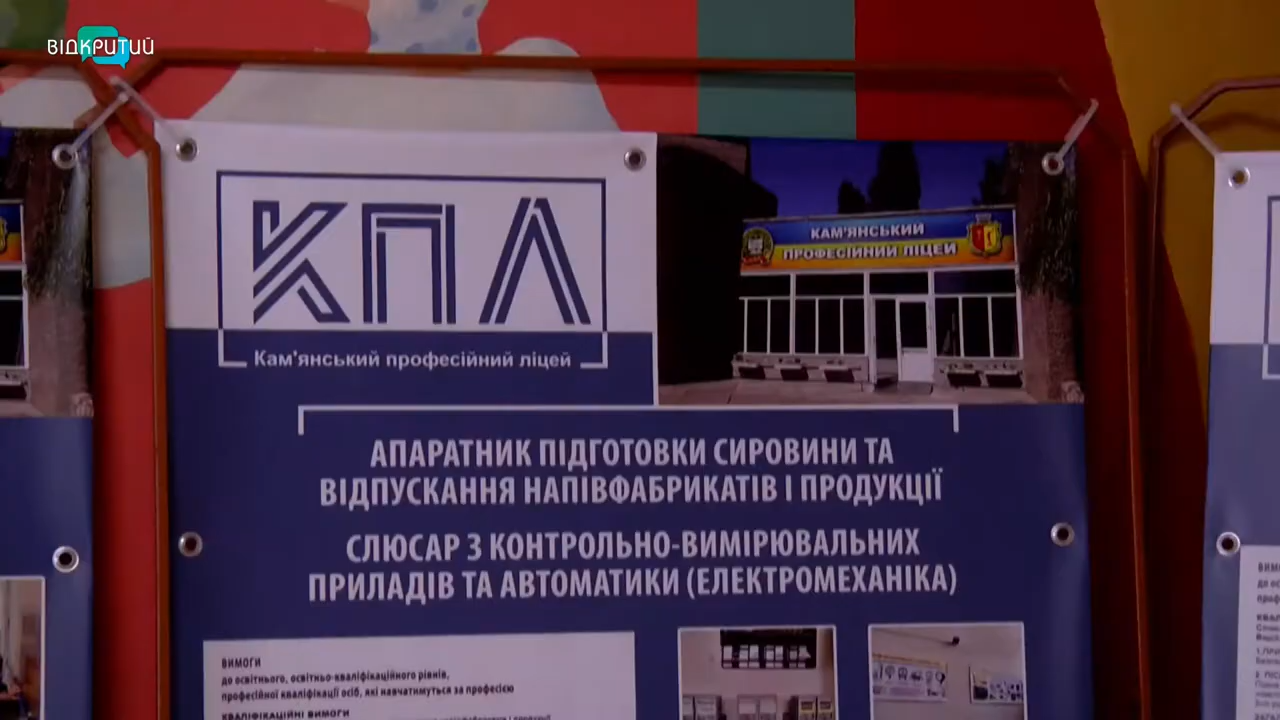 ВІДКРИТИЙ
КПЛ
Кам'янський професійний ліцей
КАМ'ЯНСЬКИЙ
ПРОФЕСІЙНИЙ ЛІЦЕЙ
АПАРАТНИК ПІДГОТОВКИ СИРОВИНИ ТА
ВІДПУСКАННЯ НАПІВФАБРИКАТІВ І ПРОДУКЦІЇ
СЛЮСАР З КОНТРОЛЬНО-ВИМІРЮВАЛЬНИХ
ПРИЛАДІВ ТА АВТОМАТИКИ (ЕЛЕКТРОМЕХАНІКА)
ВИМОГИ
до освітнього, освітньо-кваліфікаційного рівнів,
професійної кваліфікації осіб, які навчатимуться за професією
КВАЛІФІКАЦІЙНІ ВИМОГИ